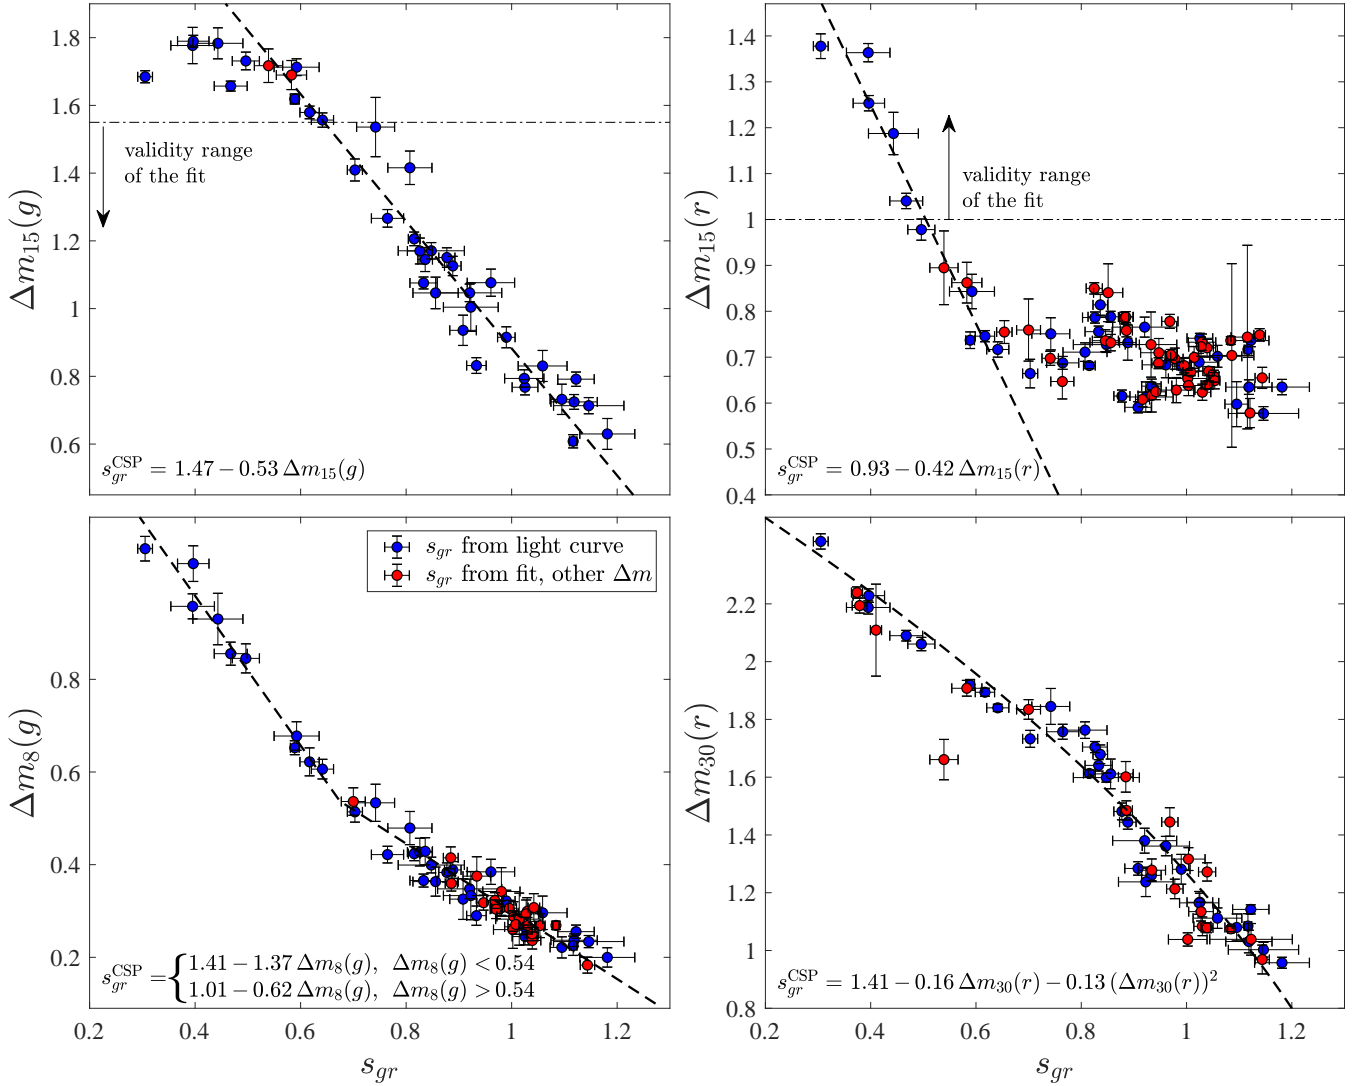 1.8
1.6
1.4
1.2
1
0.8
0.6
Δm₁₅(g)
validity range
of the fit
s_gr^CSP = 1.47 − 0.53 Δm₁₅(g)
1.4
1.3
1.2
1.1
1
0.9
0.8
0.7
0.6
0.5
0.4
Δm₁₅(r)
validity range
of the fit
s_gr^CSP = 0.93 − 0.42 Δm₁₅(r)
0.8
0.6
0.4
0.2
Δm₈(g)
s_gr from light curve
s_gr from fit, other Δm
s_gr^CSP = { 1.41 − 1.37 Δm₈(g), Δm₈(g) < 0.54
1.01 − 0.62 Δm₈(g), Δm₈(g) > 0.54
0.2 0.4 0.6 0.8 1 1.2
s_gr
2.2
2
1.8
1.6
1.4
1.2
1
0.8
Δm₃₀(r)
s_gr^CSP = 1.41 − 0.16 Δm₃₀(r) − 0.13 (Δm₃₀(r))²
0.2 0.4 0.6 0.8 1 1.2
s_gr